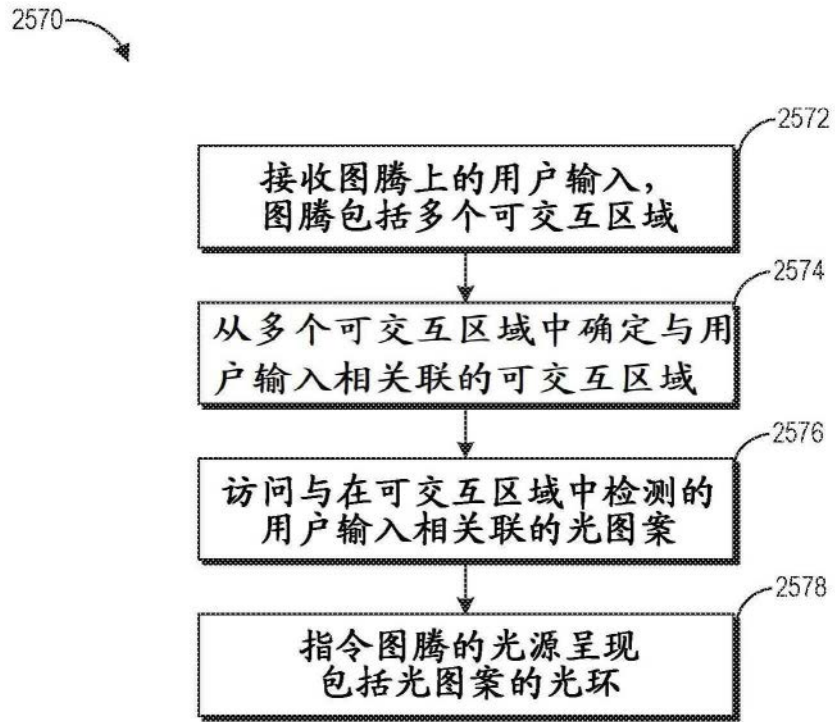 2570
2572
接收图腾上的用户输入,
图腾包括多个可交互区域
2574
从多个可交互区域中确定与用
户输入相关联的可交互区域
2576
访问与在可交互区域中检测的
用户输入相关联的光图案
2578
指令图腾的光源呈现
包括光图案的光环